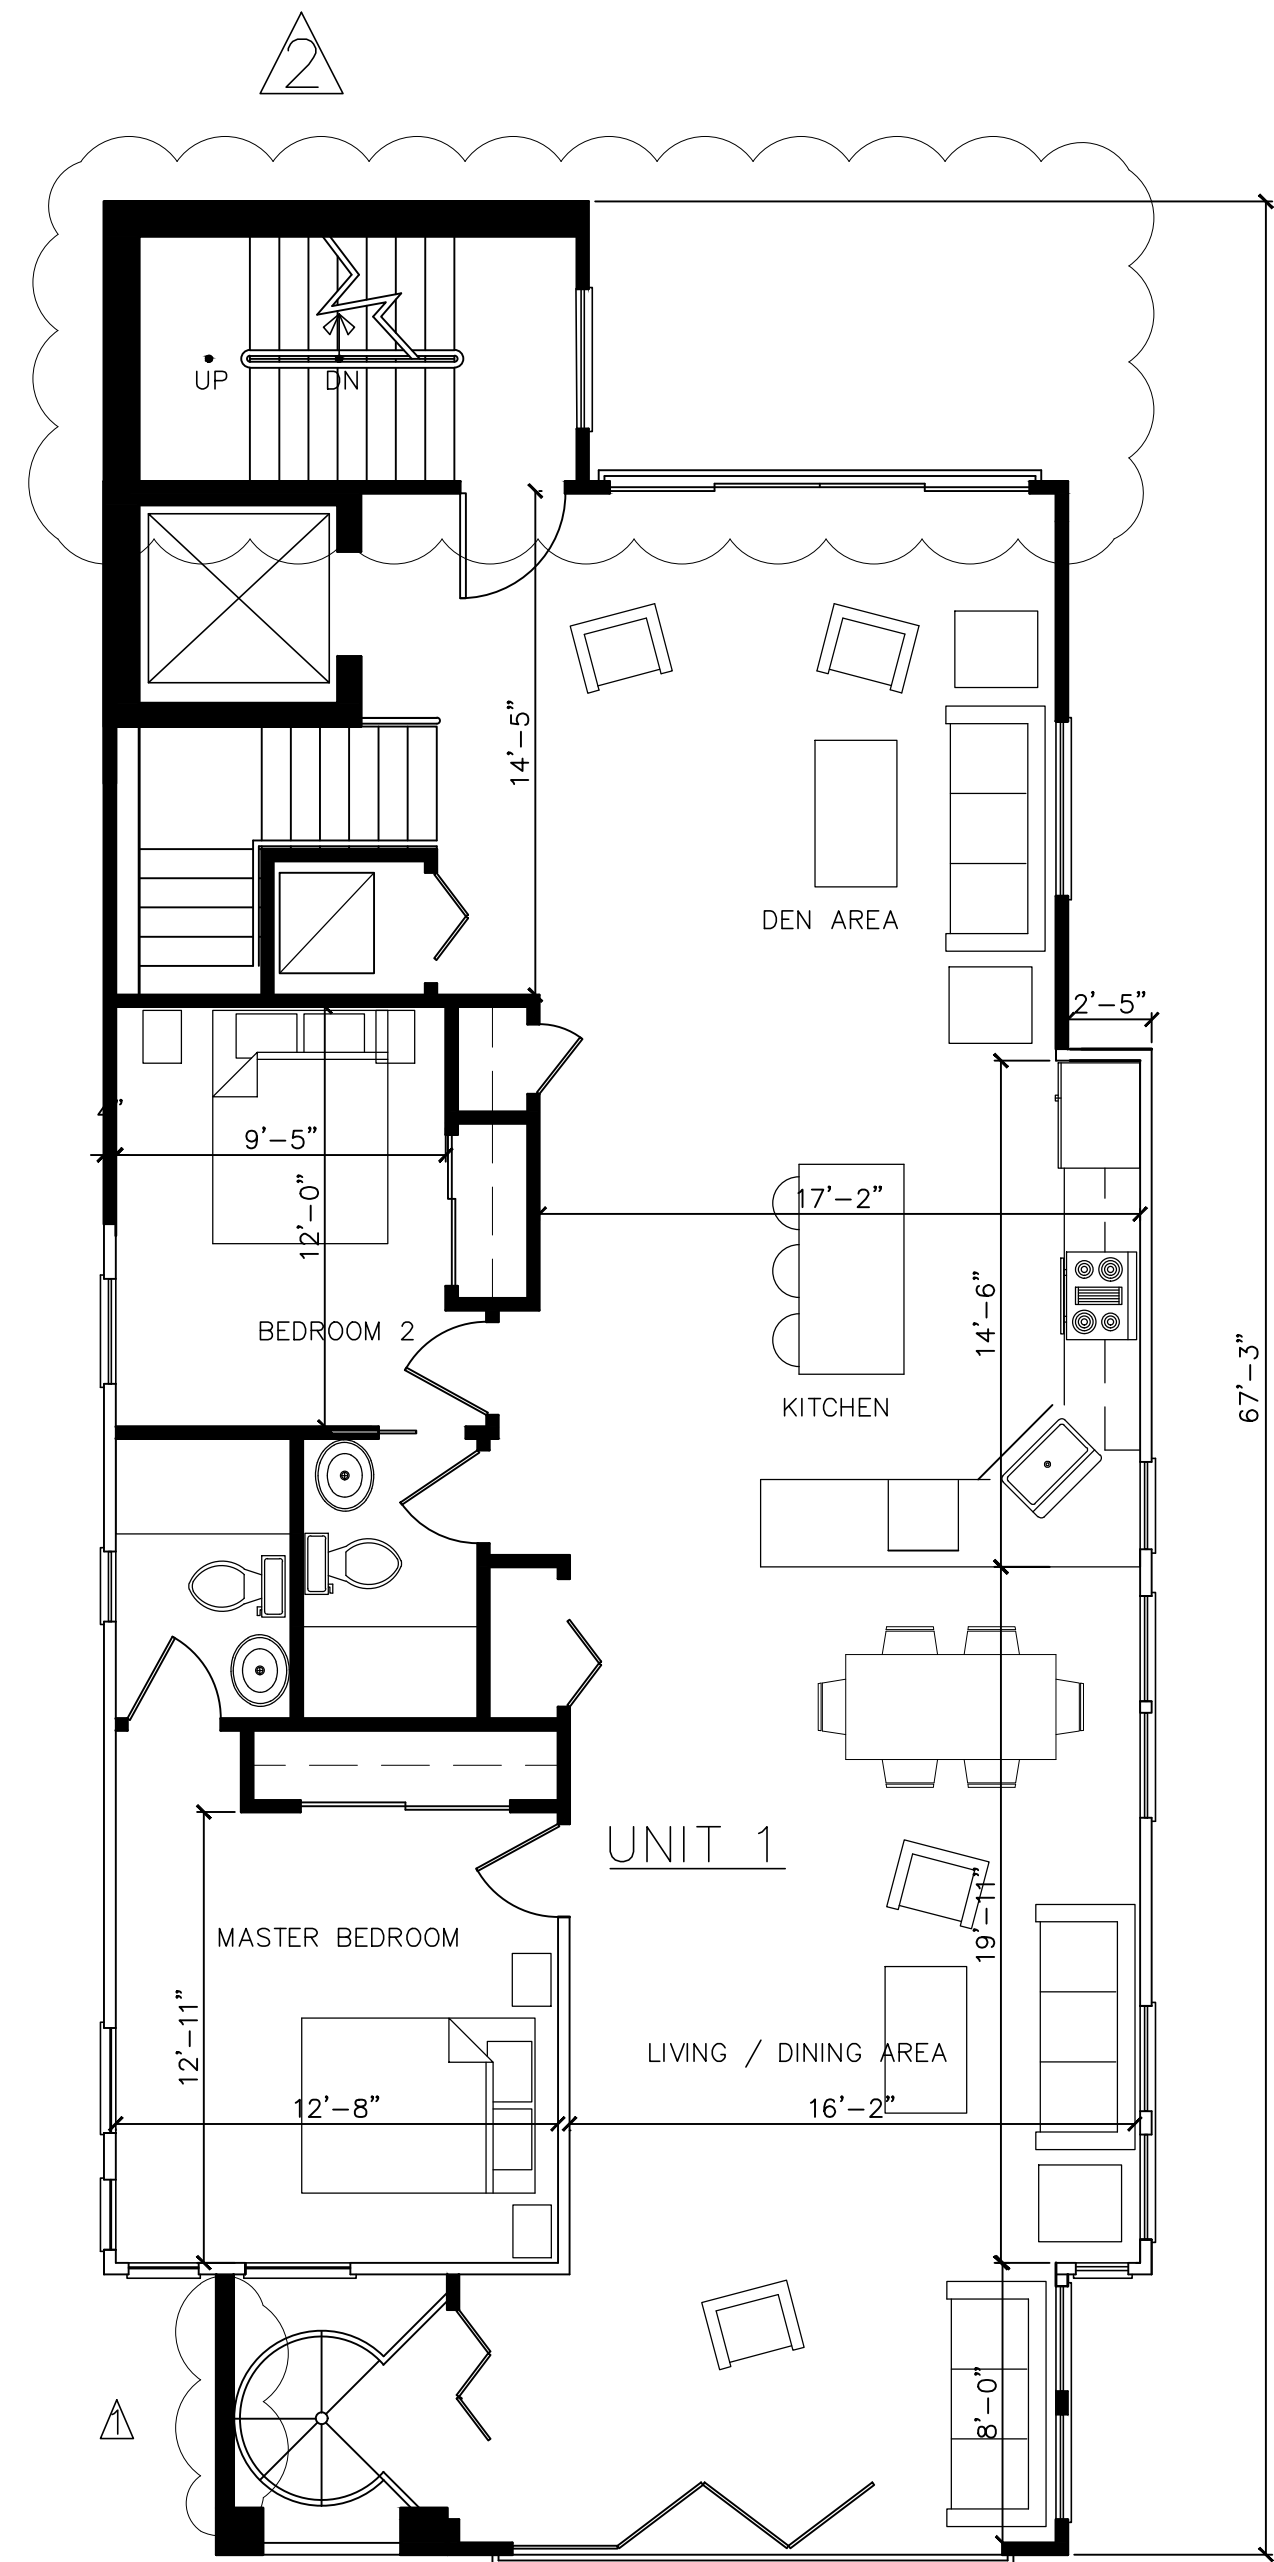 2
UP
DN
14'-5"
DEN AREA
2'-5"
9'-5"
12'-0"
17'-2"
14'-6"
BEDROOM 2
67'-3"
KITCHEN
UNIT 1
19'-11"
MASTER BEDROOM
12'-11"
LIVING / DINING AREA
12'-8"
16'-2"
8'-0"
1